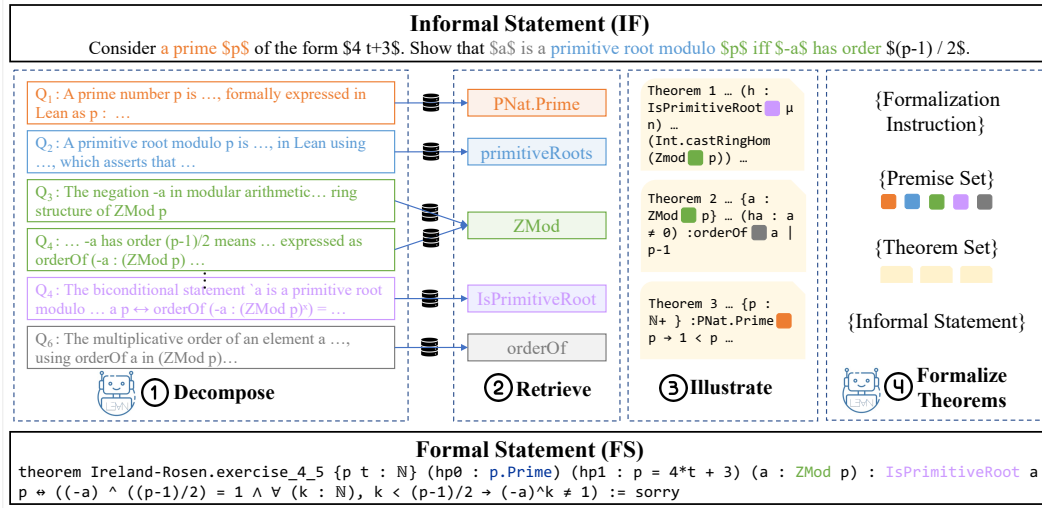 Informal Statement (IF)
Consider a prime $p$ of the form $4 t+3$. Show that $a$ is a primitive root modulo $p$ iff $-a$ has order $(p-1) / 2$.
Q1: A prime number p is …, formally expressed in
Lean as p : …
Q2: A primitive root modulo p is …, in Lean using
…, which asserts that …
Q3: The negation -a in modular arithmetic… ring
structure of ZMod p
Q4: … -a has order (p-1)/2 means … expressed as
orderOf (-a : (ZMod p) …
⋮
Q4: The biconditional statement `a is a primitive root
modulo … a p ↔ orderOf (-a : (ZMod p)ˣ) = …
Q6: The multiplicative order of an element a …,
using orderOf a in (ZMod p)…
① Decompose
PNat.Prime
primitiveRoots
ZMod
IsPrimitiveRoot
orderOf
② Retrieve
Theorem 1 … (h :
IsPrimitiveRoot μ
n) …
(Int.castRingHom
(Zmod p)) …
Theorem 2 … {a :
ZMod p} … (ha : a
≠ 0) :orderOf a |
p-1
Theorem 3 … {p :
ℕ+ } :PNat.Prime
p → 1 < p …
③ Illustrate
{Formalization
Instruction}
{Premise Set}
{Theorem Set}
{Informal Statement}
④ Formalize
Theorems
Formal Statement (FS)
theorem Ireland-Rosen.exercise_4_5 {p t : ℕ} (hp0 : p.Prime) (hp1 : p = 4*t + 3) (a : ZMod p) : IsPrimitiveRoot a
p ↔ ((-a) ^ ((p-1)/2) = 1 ∧ ∀ (k : ℕ), k < (p-1)/2 → (-a)^k ≠ 1) := sorry